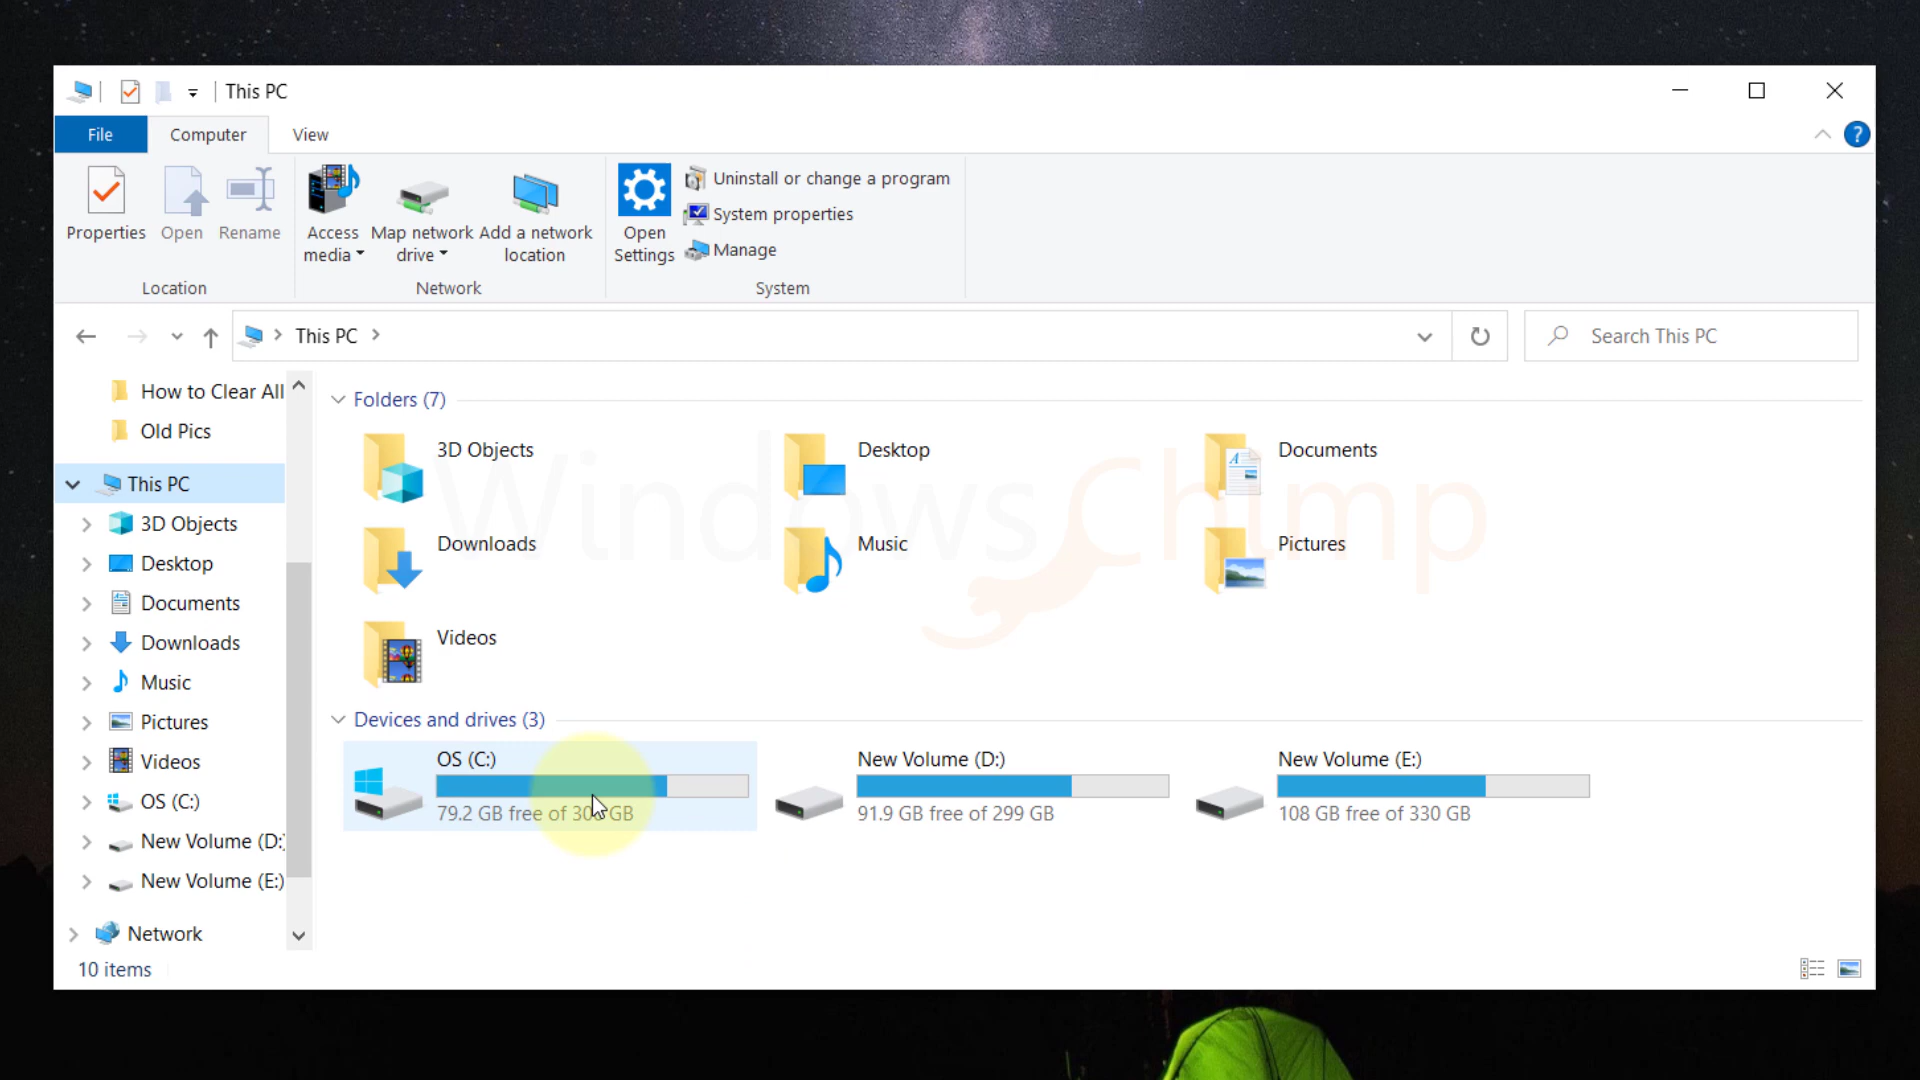 This PC
File Computer View
?
Properties Open Rename
Access media
Map network drive
Add a network location
Open Settings
Uninstall or change a program
System properties
Manage
Location Network System
This PC
Search This PC
How to Clear All
Old Pics
This PC
3D Objects
Desktop
Documents
Downloads
Music
Pictures
Videos
OS (C:)
New Volume (D:)
New Volume (E:)
Network
Folders (7)
3D Objects
Desktop
Documents
Downloads
Music
Pictures
Videos
Windows Chimp
Devices and drives (3)
OS (C:)
79.2 GB free of GB
New Volume (D:)
91.9 GB free of 299 GB
New Volume (E:)
108 GB free of 330 GB
10 items